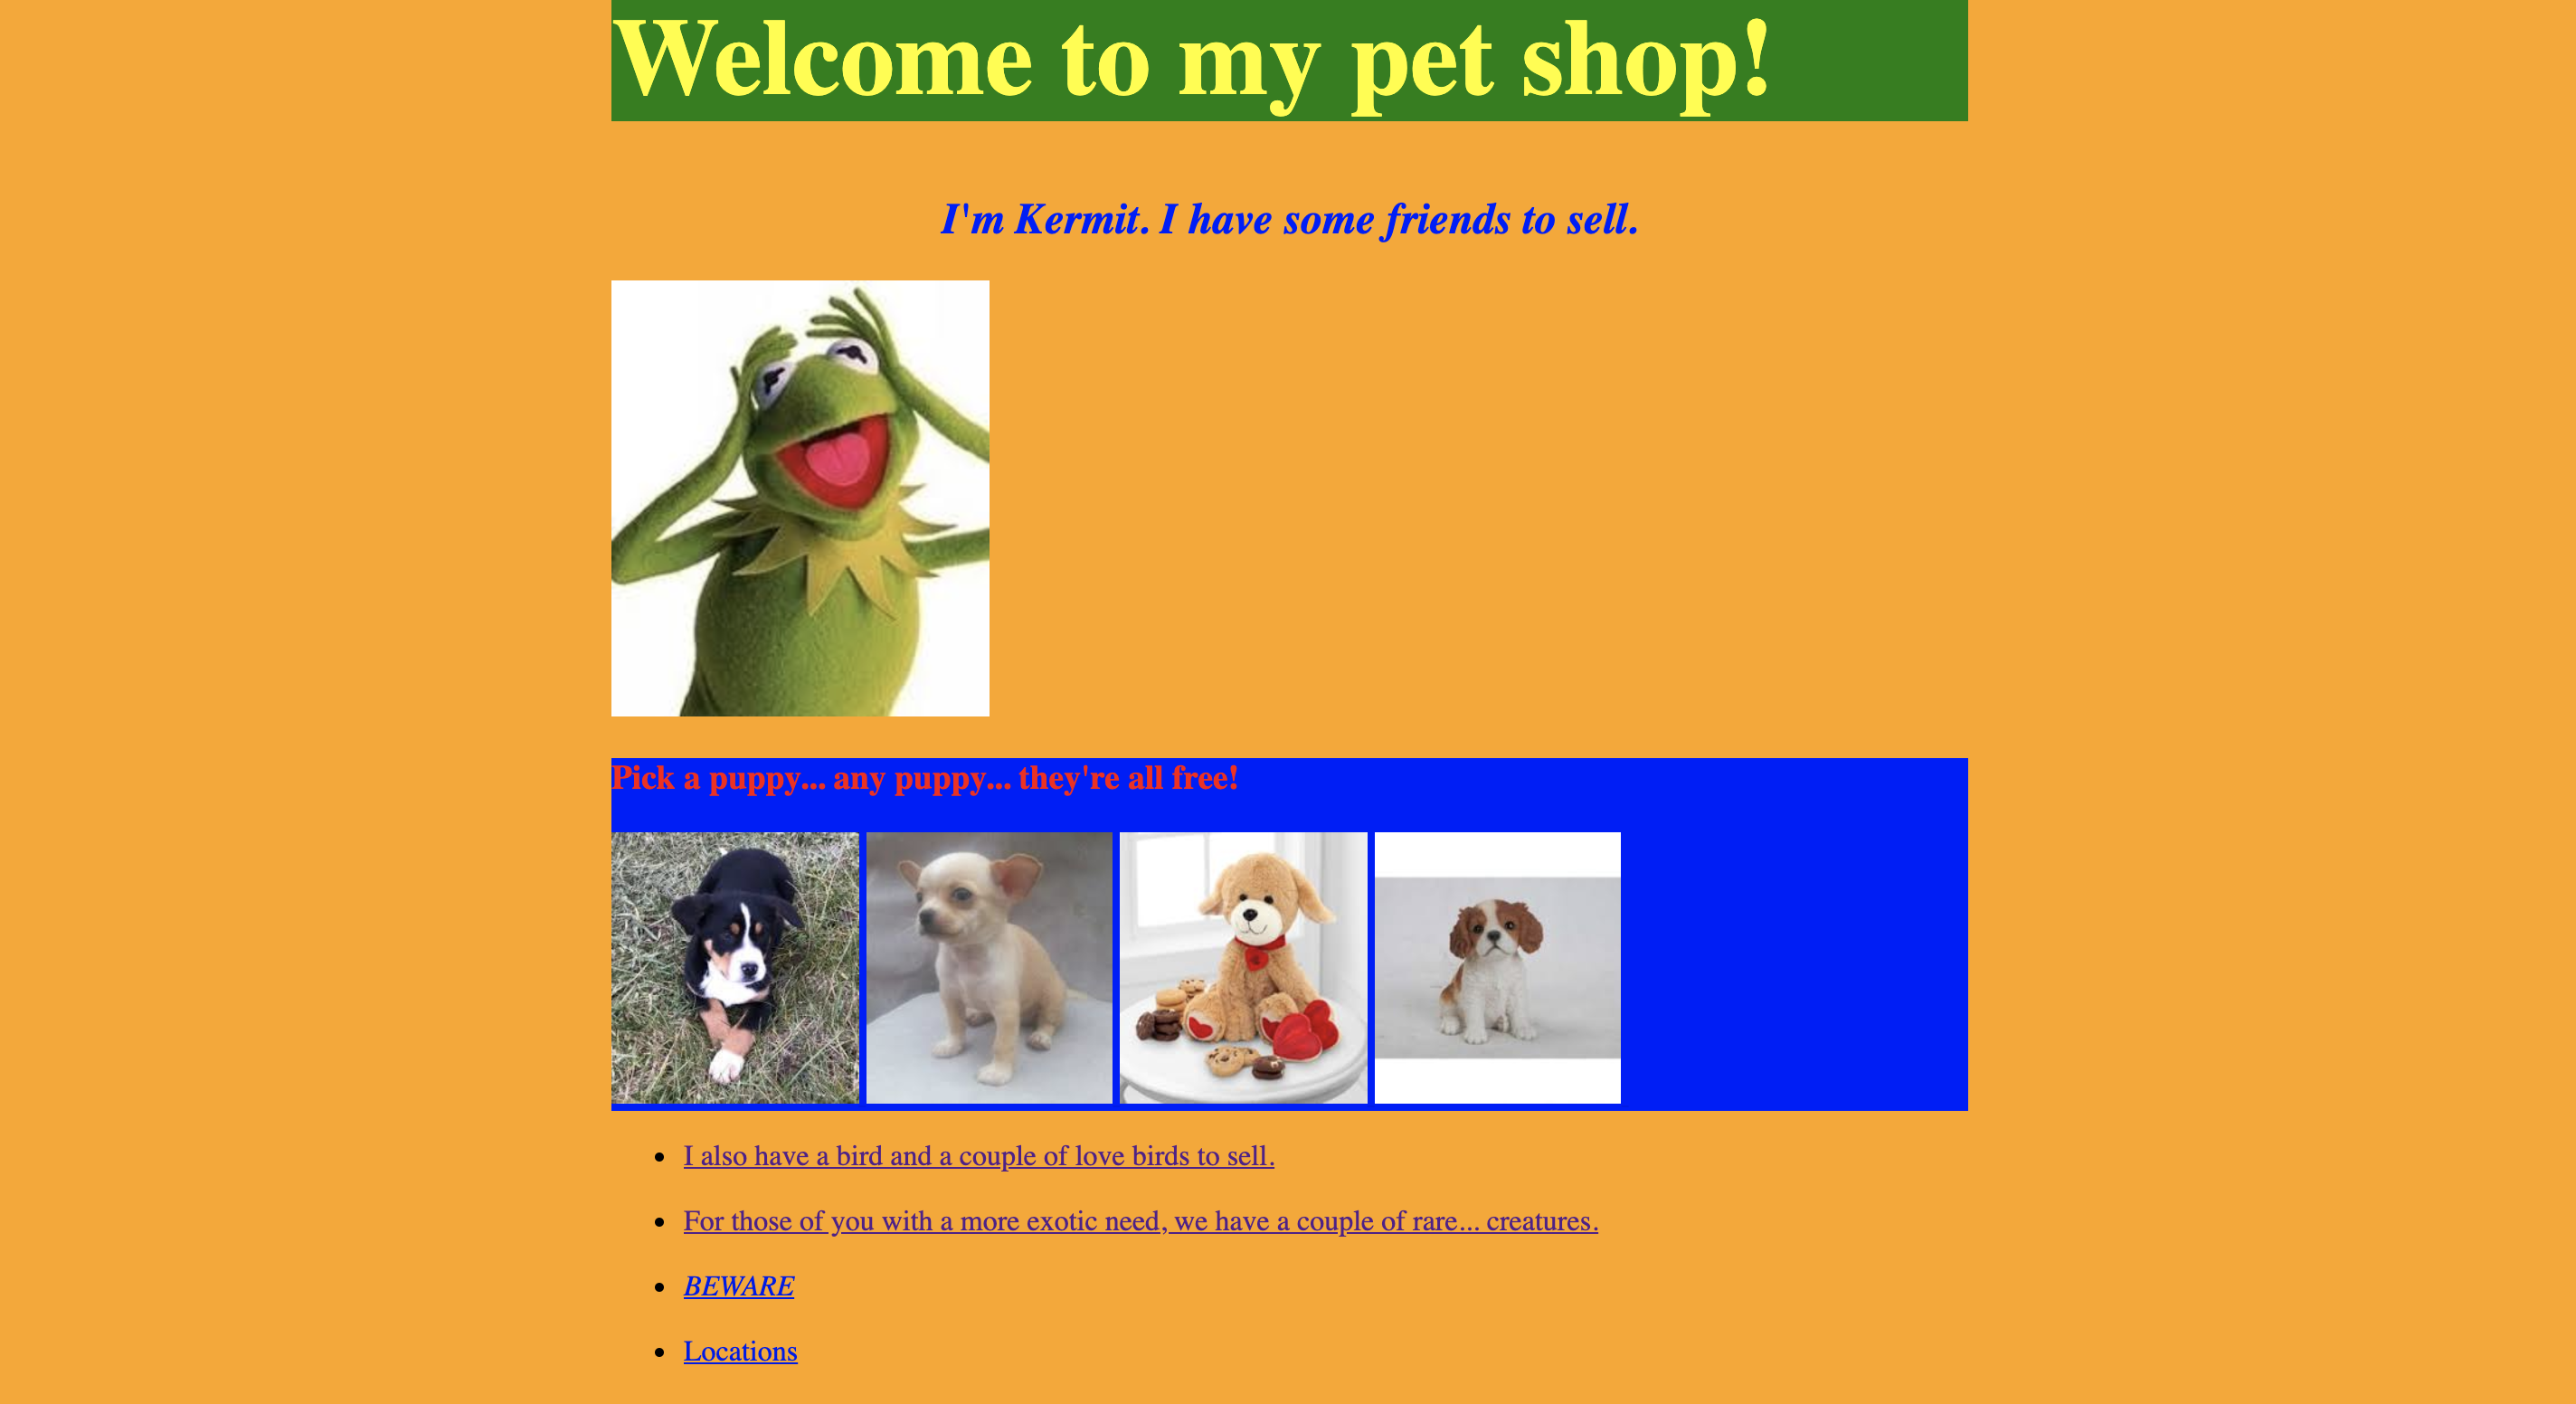 Welcome to my pet shop!
I'm Kermit. I have some friends to sell.
Pick a puppy... any puppy... they're all free!
I also have a bird and a couple of love birds to sell.
For those of you with a more exotic need, we have a couple of rare... creatures.
BEWARE
Locations